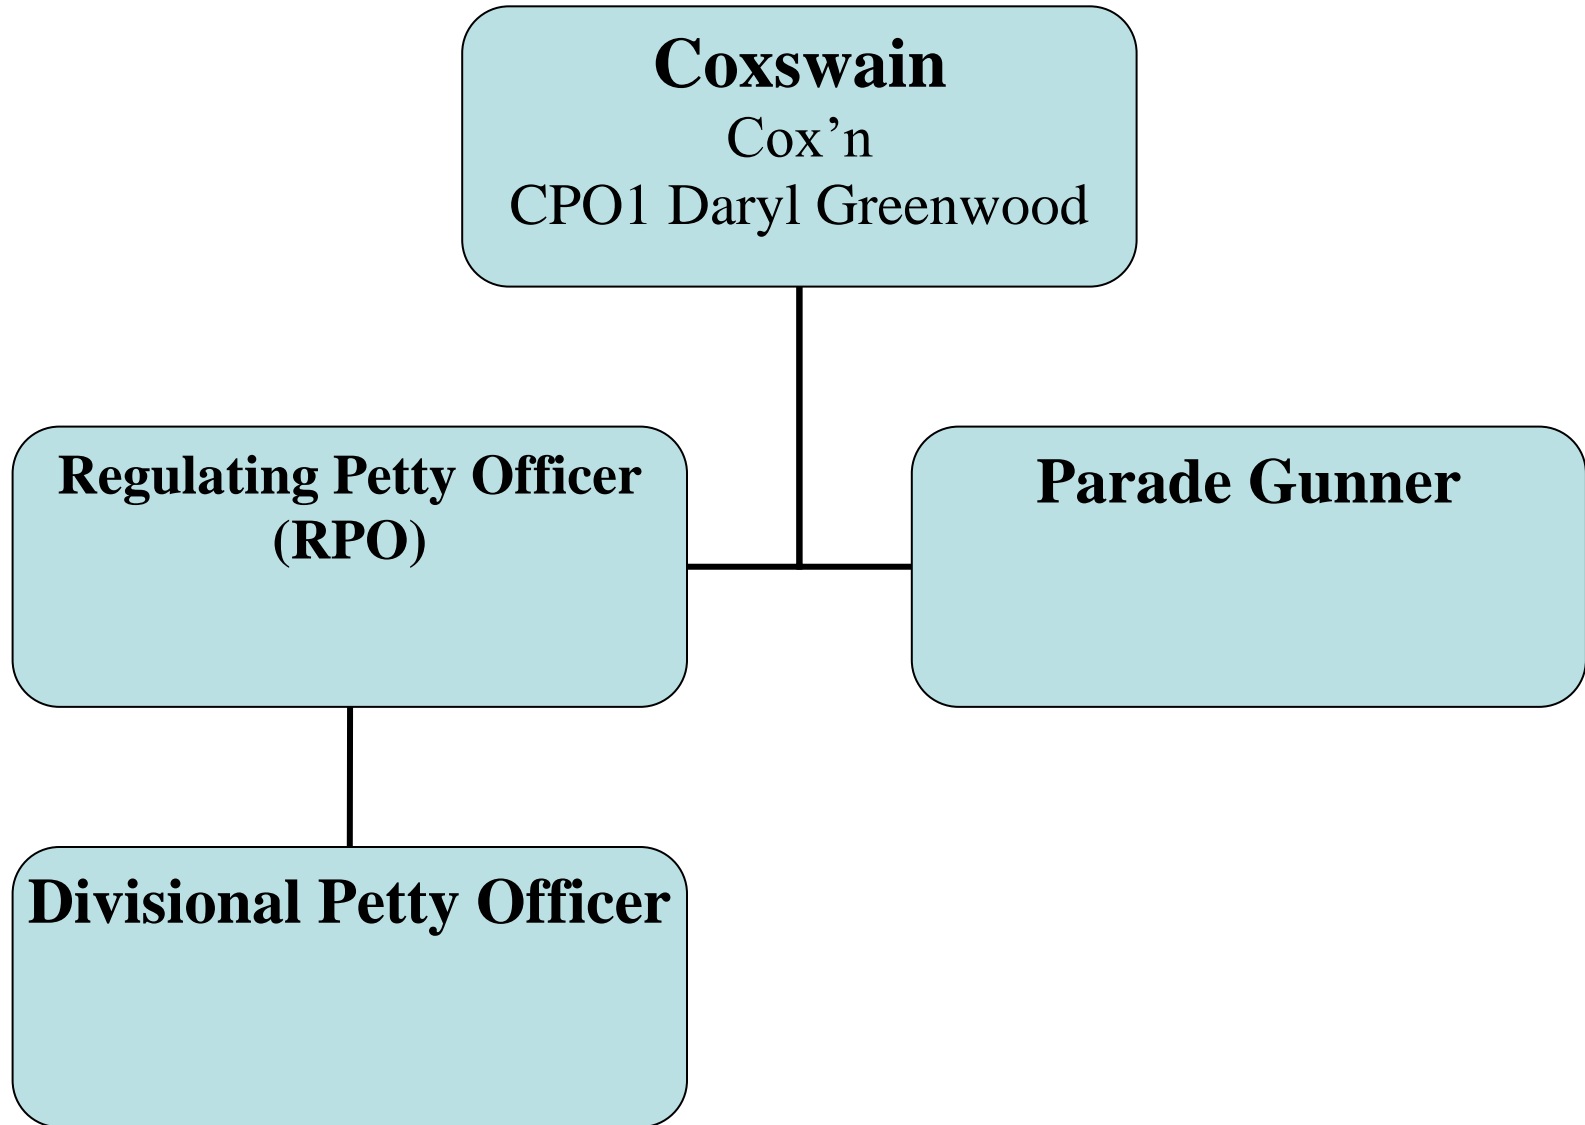 Coxswain
Cox’n
CPO1 Daryl Greenwood
Regulating Petty Officer
(RPO)
Parade Gunner
Divisional Petty Officer